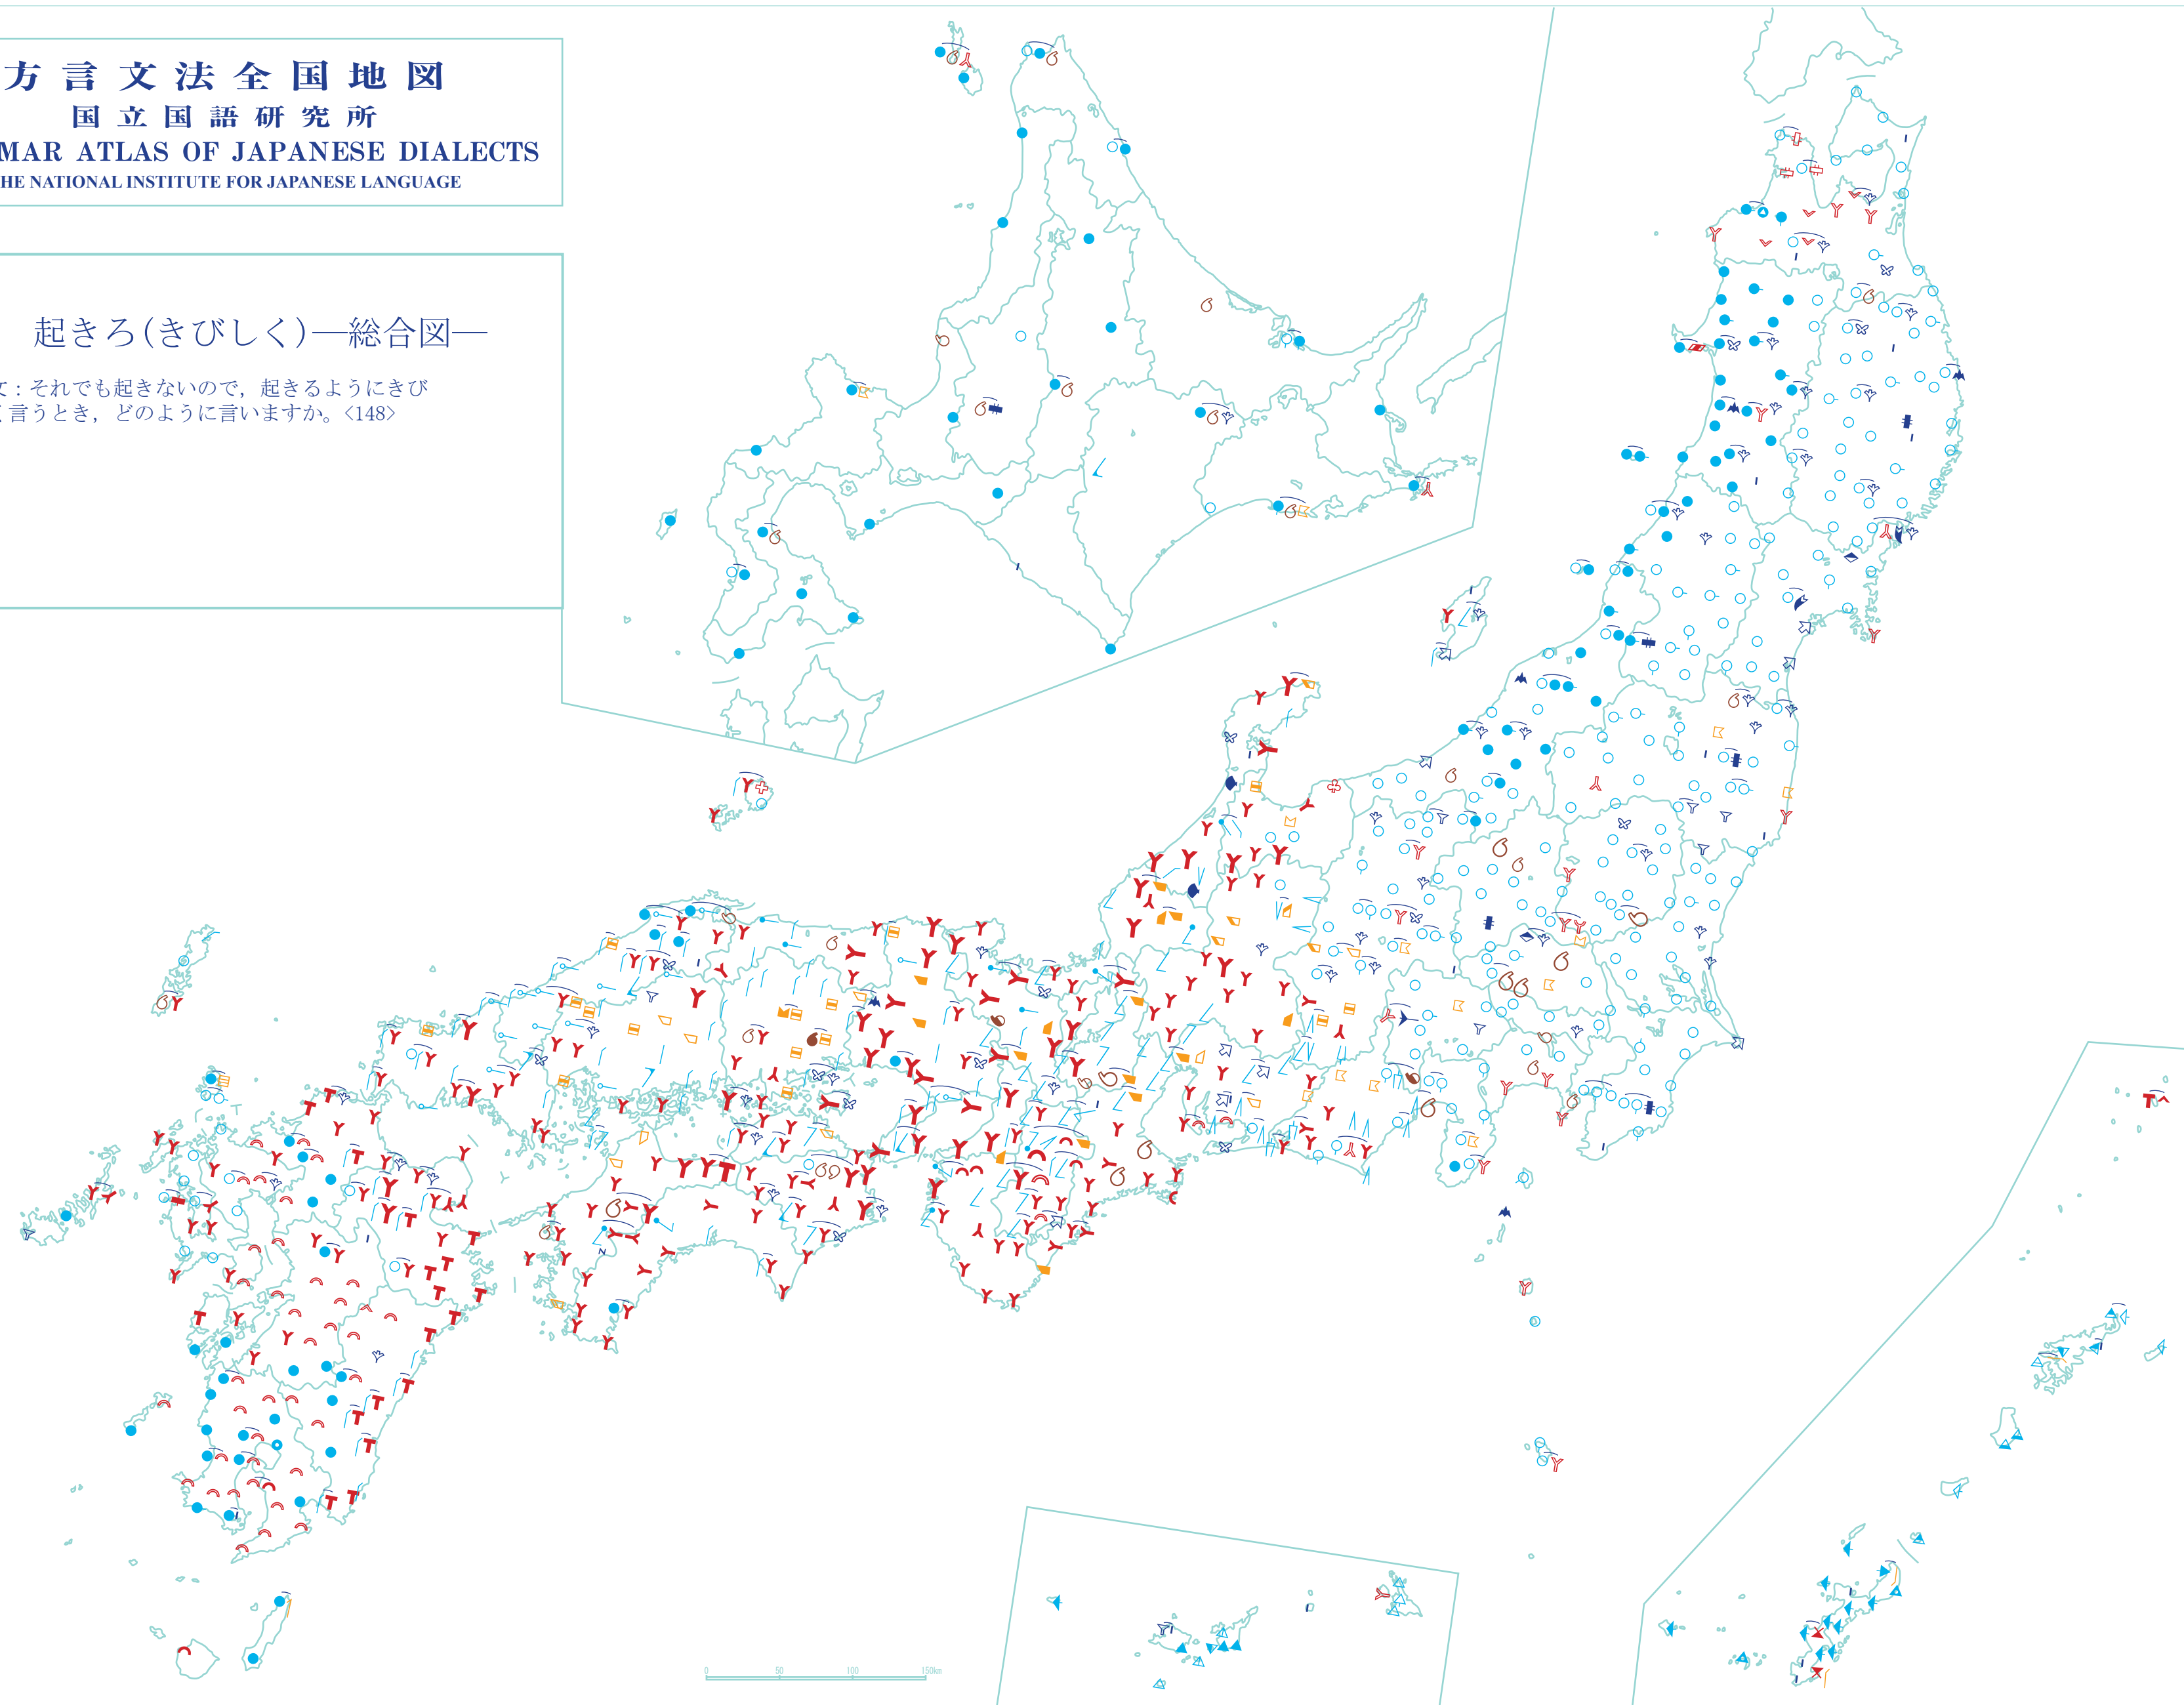 方言文法全国地図
国立国語研究所
MAR ATLAS OF JAPANESE DIALECTS
HE NATIONAL INSTITUTE FOR JAPANESE LANGUAGE
起きろ(きびしく)―総合図―
文：それでも起きないので，起きるようにきび
く言うとき，どのように言いますか。〈148〉
0 50 100 150km